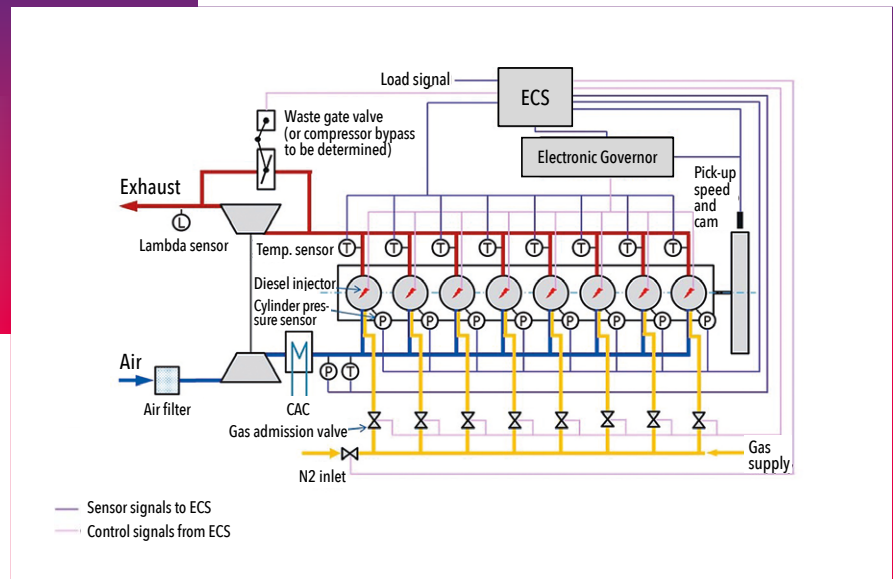 Load signal
ECS
Waste gate valve
(or compressor bypass
to be determined)
Electronic Governor
Pick-up
speed
and
cam
Exhaust
L
Lambda sensor
Temp. sensor
T T T T T T T T
Diesel injector
Cylinder pres-
sure sensor
P P P P P P P P
Air
Air filter
CAC
P T
Gas admission valve
N2 inlet
Gas
supply
Sensor signals to ECS
Control signals from ECS